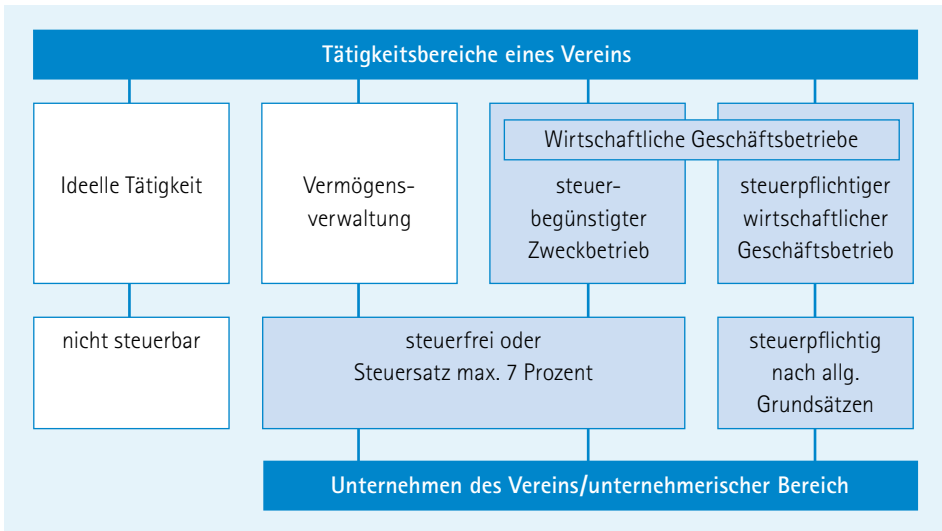 Tätigkeitsbereiche eines Vereins
Ideelle Tätigkeit
Vermögens-
verwaltung
Wirtschaftliche Geschäftsbetriebe
steuer-
begünstigter
Zweckbetrieb
steuerpflichtiger
wirtschaftlicher
Geschäftsbetrieb
nicht steuerbar
steuerfrei oder
Steuersatz max. 7 Prozent
steuerpflichtig
nach allg.
Grundsätzen
Unternehmen des Vereins/unternehmerischer Bereich